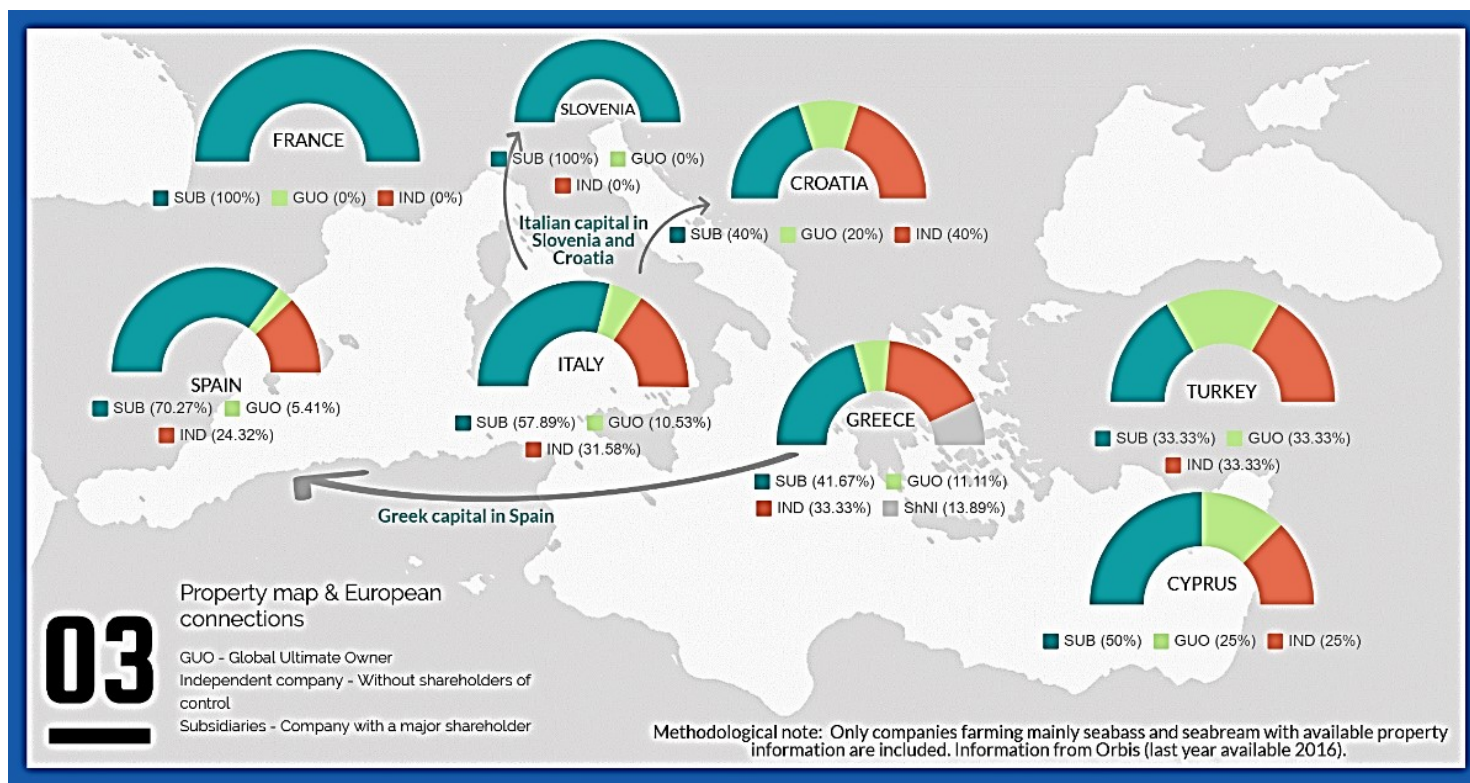 FRANCE
SUB (100%) GUO (0%) IND (0%)
SLOVENIA
SUB (100%) GUO (0%)
IND (0%)
CROATIA
SUB (40%) GUO (20%) IND (40%)
Italian capital in
Slovenia and
Croatia
SPAIN
SUB (70.27%) GUO (5.41%)
IND (24.32%)
ITALY
SUB (57.89%) GUO (10.53%)
IND (31.58%)
GREECE
SUB (41.67%) GUO (11.11%)
IND (33.33%) ShNI (13.89%)
TURKEY
SUB (33.33%) GUO (33.33%)
IND (33.33%)
Greek capital in Spain
CYPRUS
SUB (50%) GUO (25%) IND (25%)
03
Property map & European
connections
GUO - Global Ultimate Owner
Independent company - Without shareholders of
control
Subsidiaries - Company with a major shareholder
Methodological note: Only companies farming mainly seabass and seabream with available property
information are included. Information from Orbis (last year available 2016).